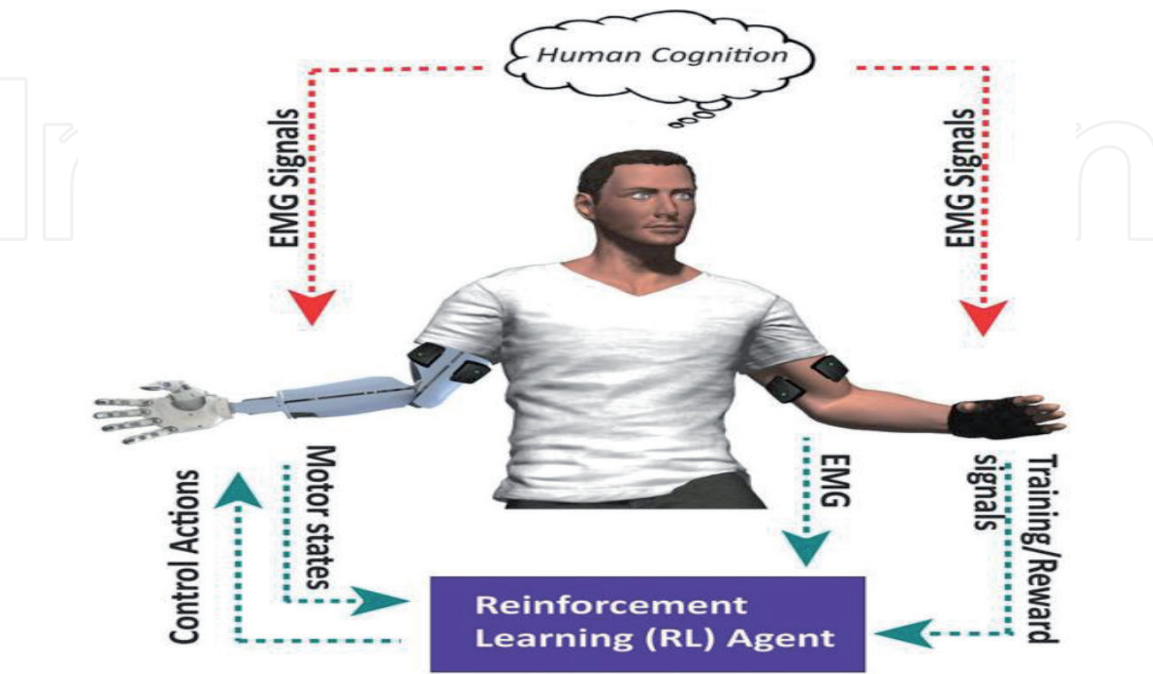 Human Cognition
EMG Signals
EMG Signals
Control Actions
Motor states
EMG
Training/Reward
signals
Reinforcement
Learning (RL) Agent